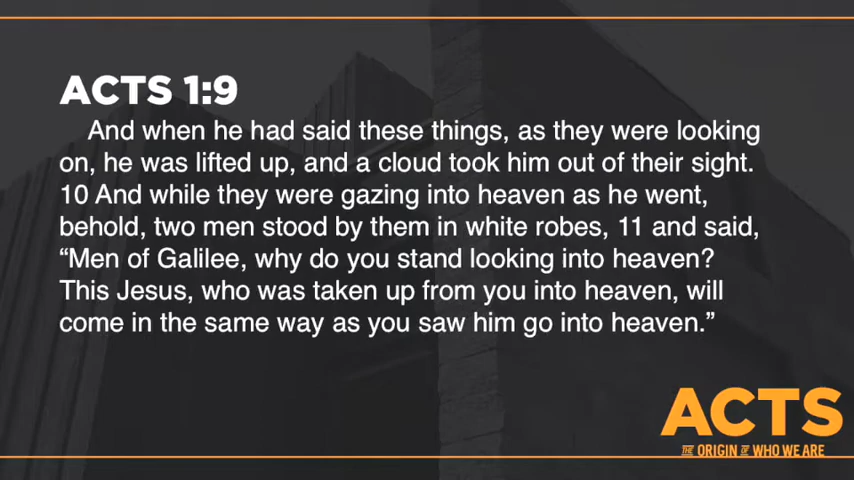 ACTS 1:9
And when he had said these things, as they were looking
on, he was lifted up, and a cloud took him out of their sight.
10 And while they were gazing into heaven as he went,
behold, two men stood by them in white robes, 11 and said,
“Men of Galilee, why do you stand looking into heaven?
This Jesus, who was taken up from you into heaven, will
come in the same way as you saw him go into heaven.”
ACTS
THE ORIGIN OF WHO WE ARE